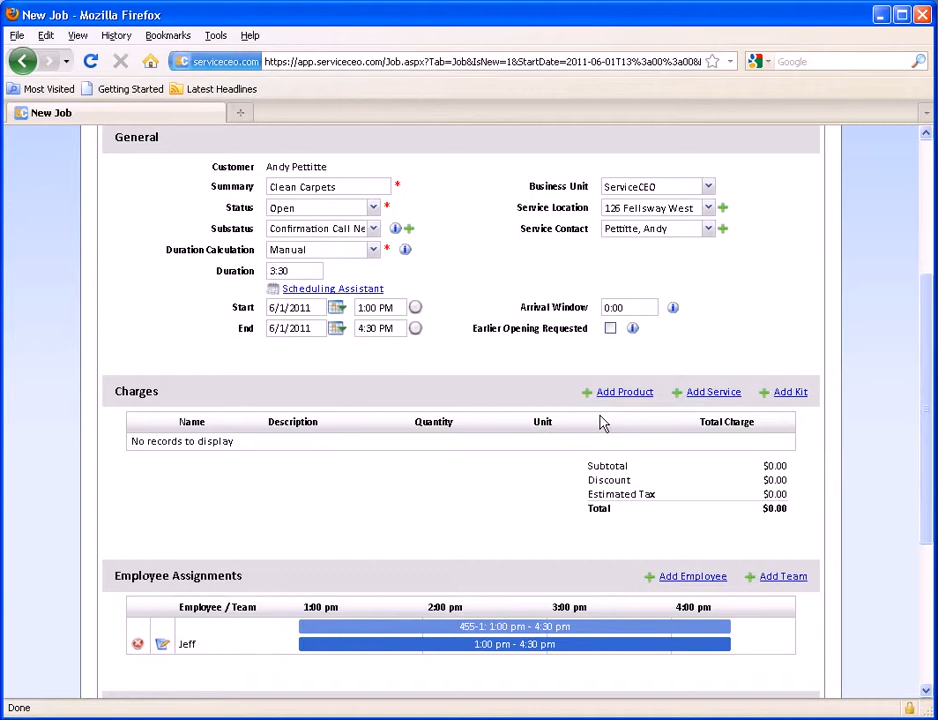 New Job - Mozilla Firefox
File Edit View History Bookmarks Tools Help
serviceceo.com https://app.serviceceo.com/Job.aspx?Tab=Job&IsNew=1&StartDate=2011-06-01T13%3a00%3a00&l Google
Most Visited Getting Started Latest Headlines
New Job
General
Customer Andy Pettitte
Summary Clean Carpets * Business Unit ServiceCEO
Status Open * Service Location 126 Fellsway West
Substatus Confirmation Call Ne Service Contact Pettitte, Andy
Duration Calculation Manual *
Duration 3:30
Scheduling Assistant
Start 6/1/2011 1:00 PM Arrival Window 0:00
End 6/1/2011 4:30 PM Earlier Opening Requested
Charges Add Product Add Service Add Kit
Name Description Quantity Unit Total Charge
No records to display
Subtotal $0.00
Discount $0.00
Estimated Tax $0.00
Total $0.00
Employee Assignments Add Employee Add Team
Employee / Team 1:00 pm 2:00 pm 3:00 pm 4:00 pm
455-1: 1:00 pm - 4:30 pm
Jeff 1:00 pm - 4:30 pm
Done